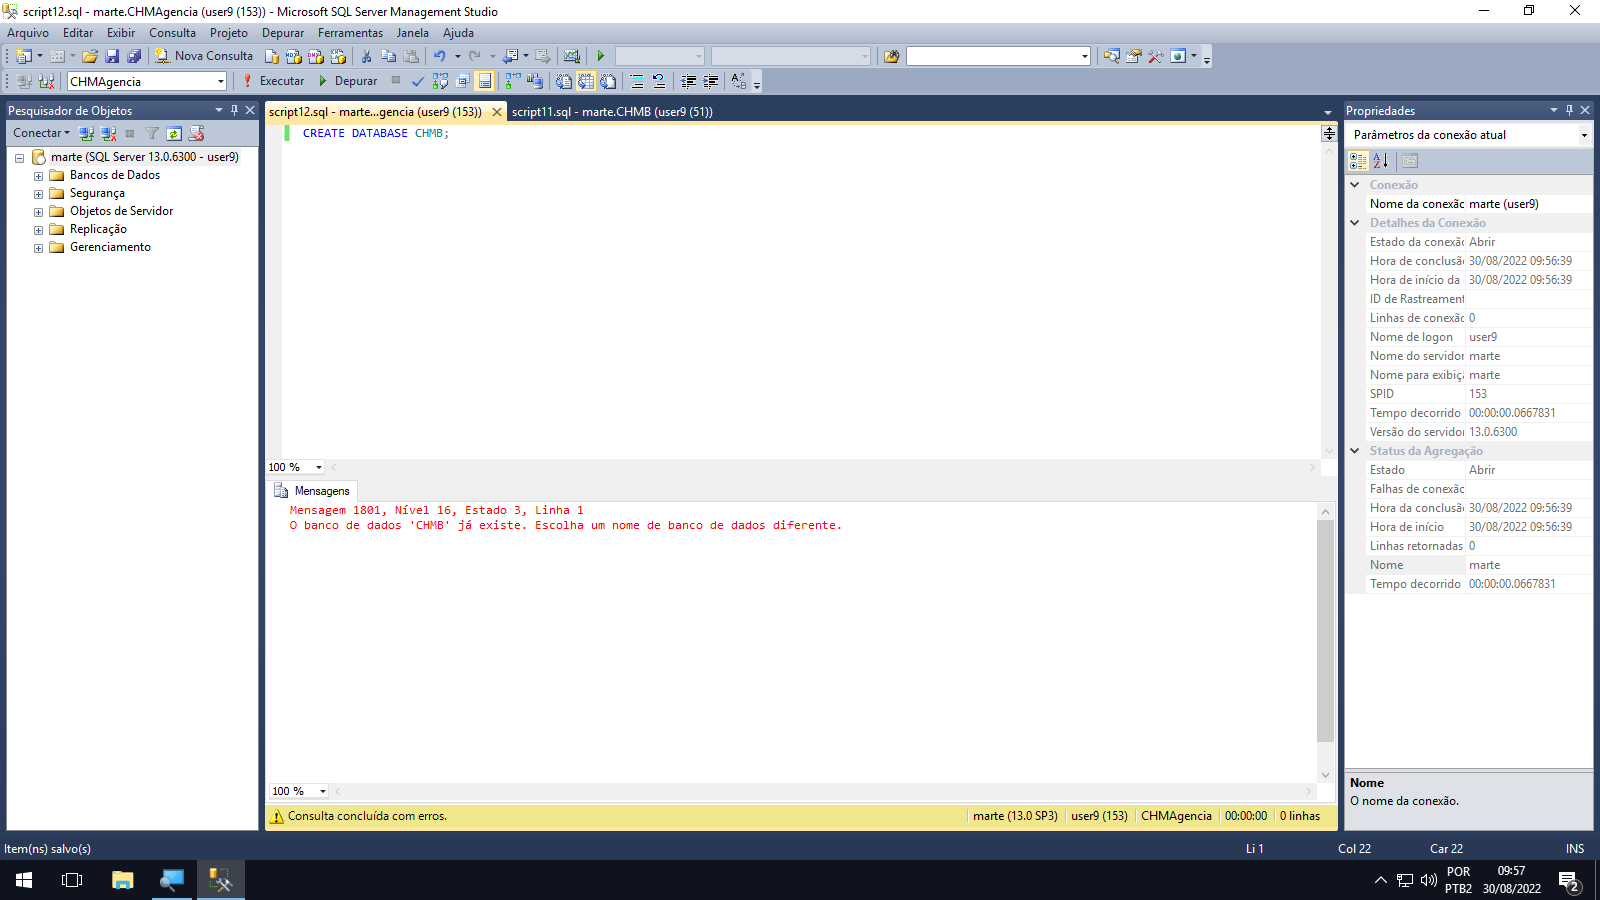 script12.sql - marte.CHMAgencia (user9 (153)) - Microsoft SQL Server Management Studio
Arquivo Editar Exibir Consulta Projeto Depurar Ferramentas Janela Ajuda
Nova Consulta
CHMAgencia Executar Depurar
Pesquisador de Objetos
Conectar
marte (SQL Server 13.0.6300 - user9)
Bancos de Dados
Segurança
Objetos de Servidor
Replicação
Gerenciamento
script12.sql - marte...gencia (user9 (153)) script11.sql - marte.CHMB (user9 (51))
CREATE DATABASE CHMB;
100 %
Mensagens
Mensagem 1801, Nível 16, Estado 3, Linha 1
O banco de dados 'CHMB' já existe. Escolha um nome de banco de dados diferente.
100 %
Consulta concluída com erros. marte (13.0 SP3) user9 (153) CHMAgencia 00:00:00 0 linhas
Propriedades
Parâmetros da conexão atual
Conexão
Nome da conexão marte (user9)
Detalhes da Conexão
Estado da conexão Abrir
Hora de conclusã 30/08/2022 09:56:39
Hora de início da 30/08/2022 09:56:39
ID de Rastreament
Linhas de conexão 0
Nome de logon user9
Nome do servidor marte
Nome para exibiç marte
SPID 153
Tempo decorrido 00:00:00.0667831
Versão do servidor 13.0.6300
Status da Agregação
Estado Abrir
Falhas de conexão
Hora da conclusã 30/08/2022 09:56:39
Hora de início 30/08/2022 09:56:39
Linhas retornadas 0
Nome marte
Tempo decorrido 00:00:00.0667831
Nome
O nome da conexão.
Item(ns) salvo(s) Li 1 Col 22 Car 22 INS
POR
PTB2
09:57
30/08/2022
2